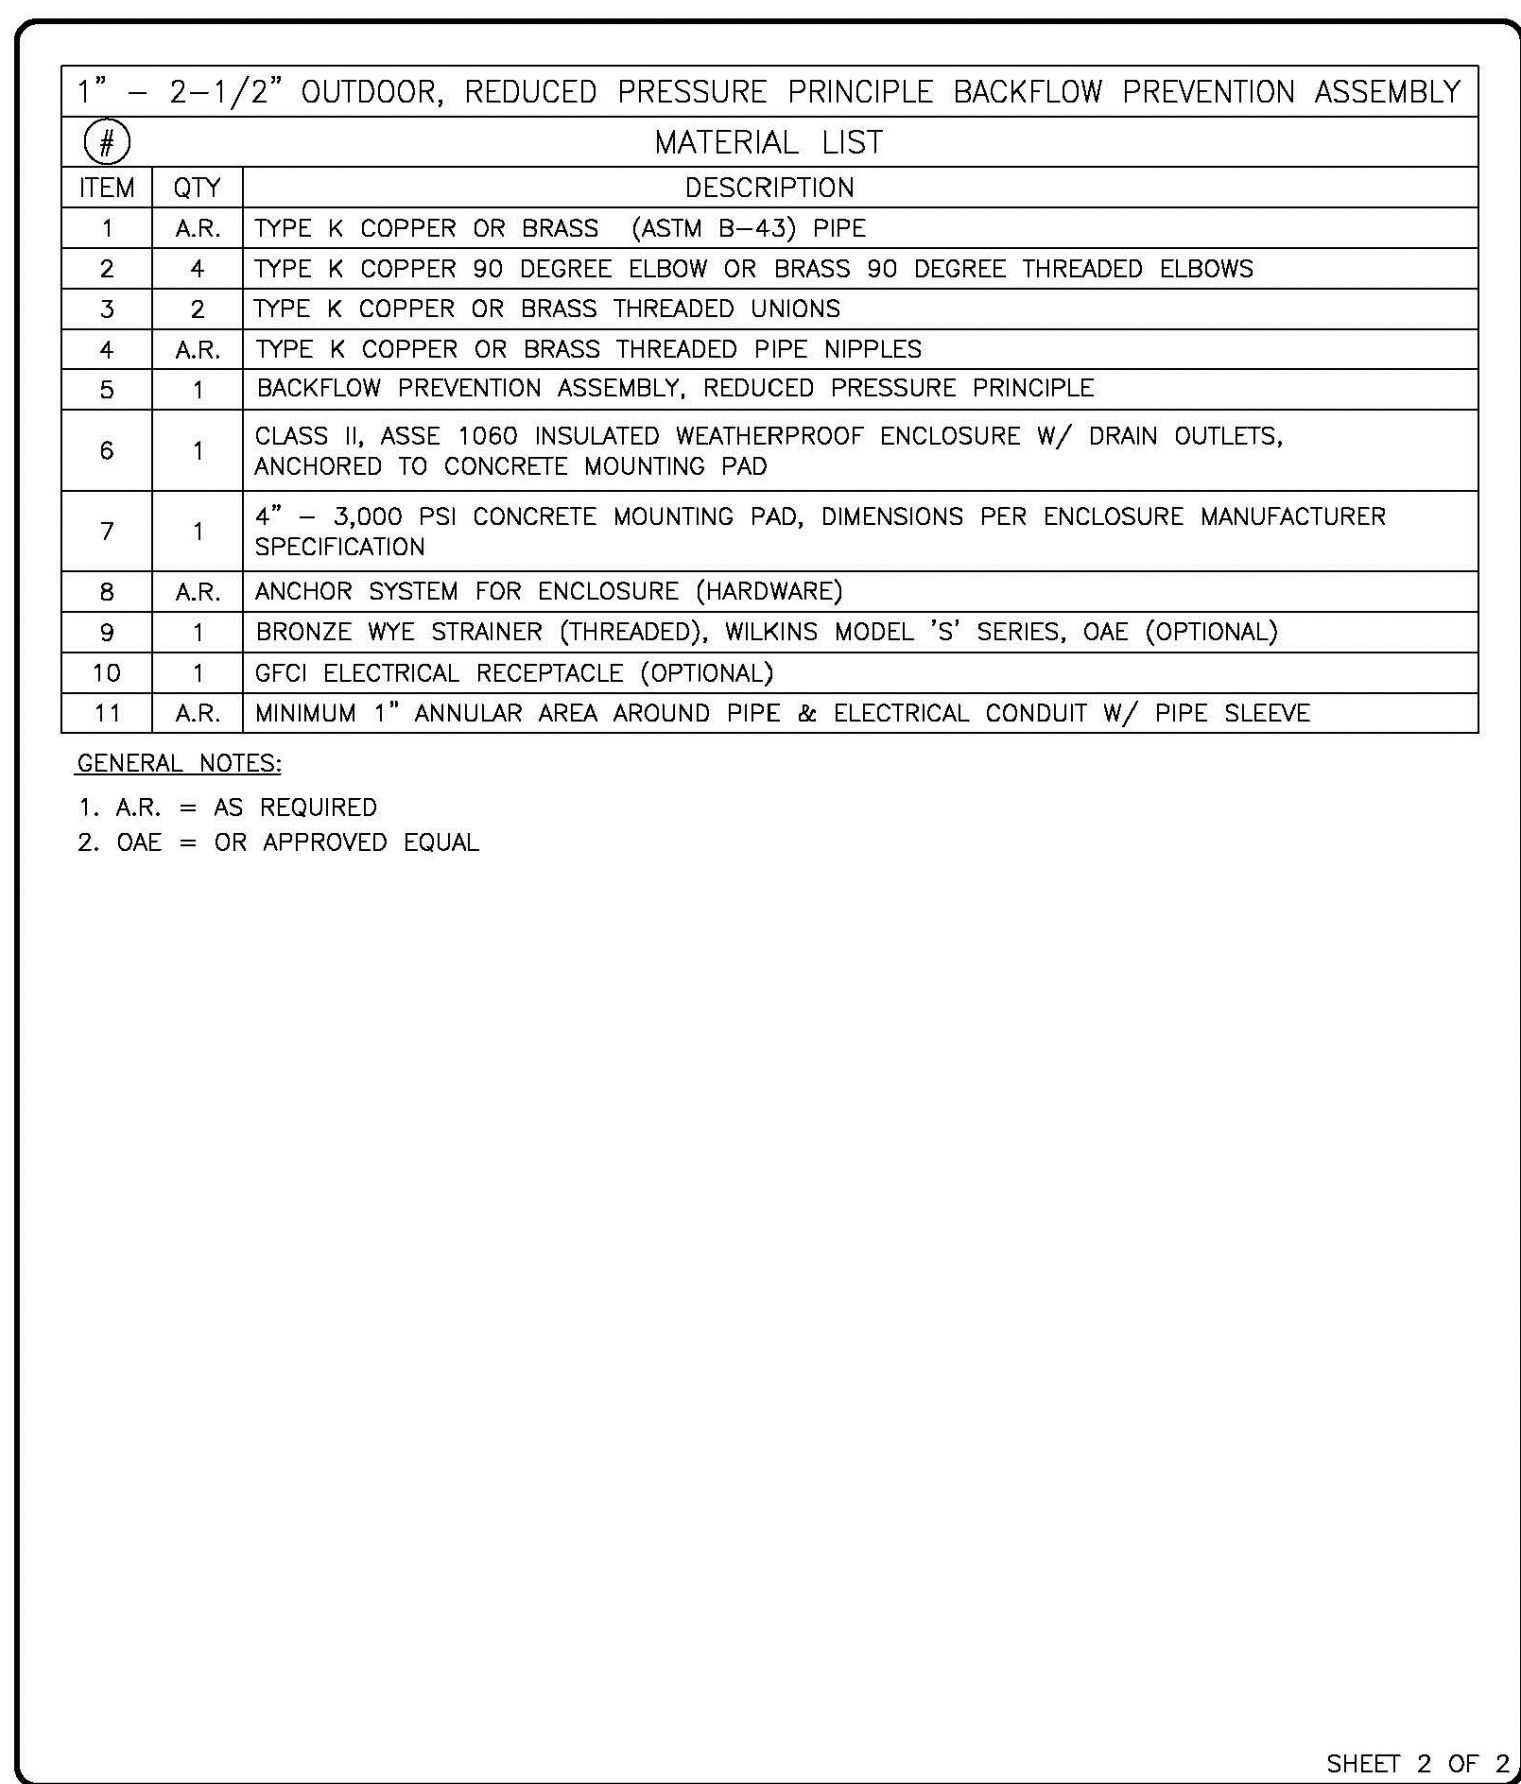 1” – 2–1/2” OUTDOOR, REDUCED PRESSURE PRINCIPLE BACKFLOW PREVENTION ASSEMBLY
# MATERIAL LIST
ITEM QTY DESCRIPTION
1 A.R. TYPE K COPPER OR BRASS (ASTM B–43) PIPE
2 4 TYPE K COPPER 90 DEGREE ELBOW OR BRASS 90 DEGREE THREADED ELBOWS
3 2 TYPE K COPPER OR BRASS THREADED UNIONS
4 A.R. TYPE K COPPER OR BRASS THREADED PIPE NIPPLES
5 1 BACKFLOW PREVENTION ASSEMBLY, REDUCED PRESSURE PRINCIPLE
6 1 CLASS II, ASSE 1060 INSULATED WEATHERPROOF ENCLOSURE W/ DRAIN OUTLETS,
ANCHORED TO CONCRETE MOUNTING PAD
7 1 4” – 3,000 PSI CONCRETE MOUNTING PAD, DIMENSIONS PER ENCLOSURE MANUFACTURER
SPECIFICATION
8 A.R. ANCHOR SYSTEM FOR ENCLOSURE (HARDWARE)
9 1 BRONZE WYE STRAINER (THREADED), WILKINS MODEL 'S' SERIES, OAE (OPTIONAL)
10 1 GFCI ELECTRICAL RECEPTACLE (OPTIONAL)
11 A.R. MINIMUM 1” ANNULAR AREA AROUND PIPE & ELECTRICAL CONDUIT W/ PIPE SLEEVE
GENERAL NOTES:
1. A.R. = AS REQUIRED
2. OAE = OR APPROVED EQUAL
SHEET 2 OF 2